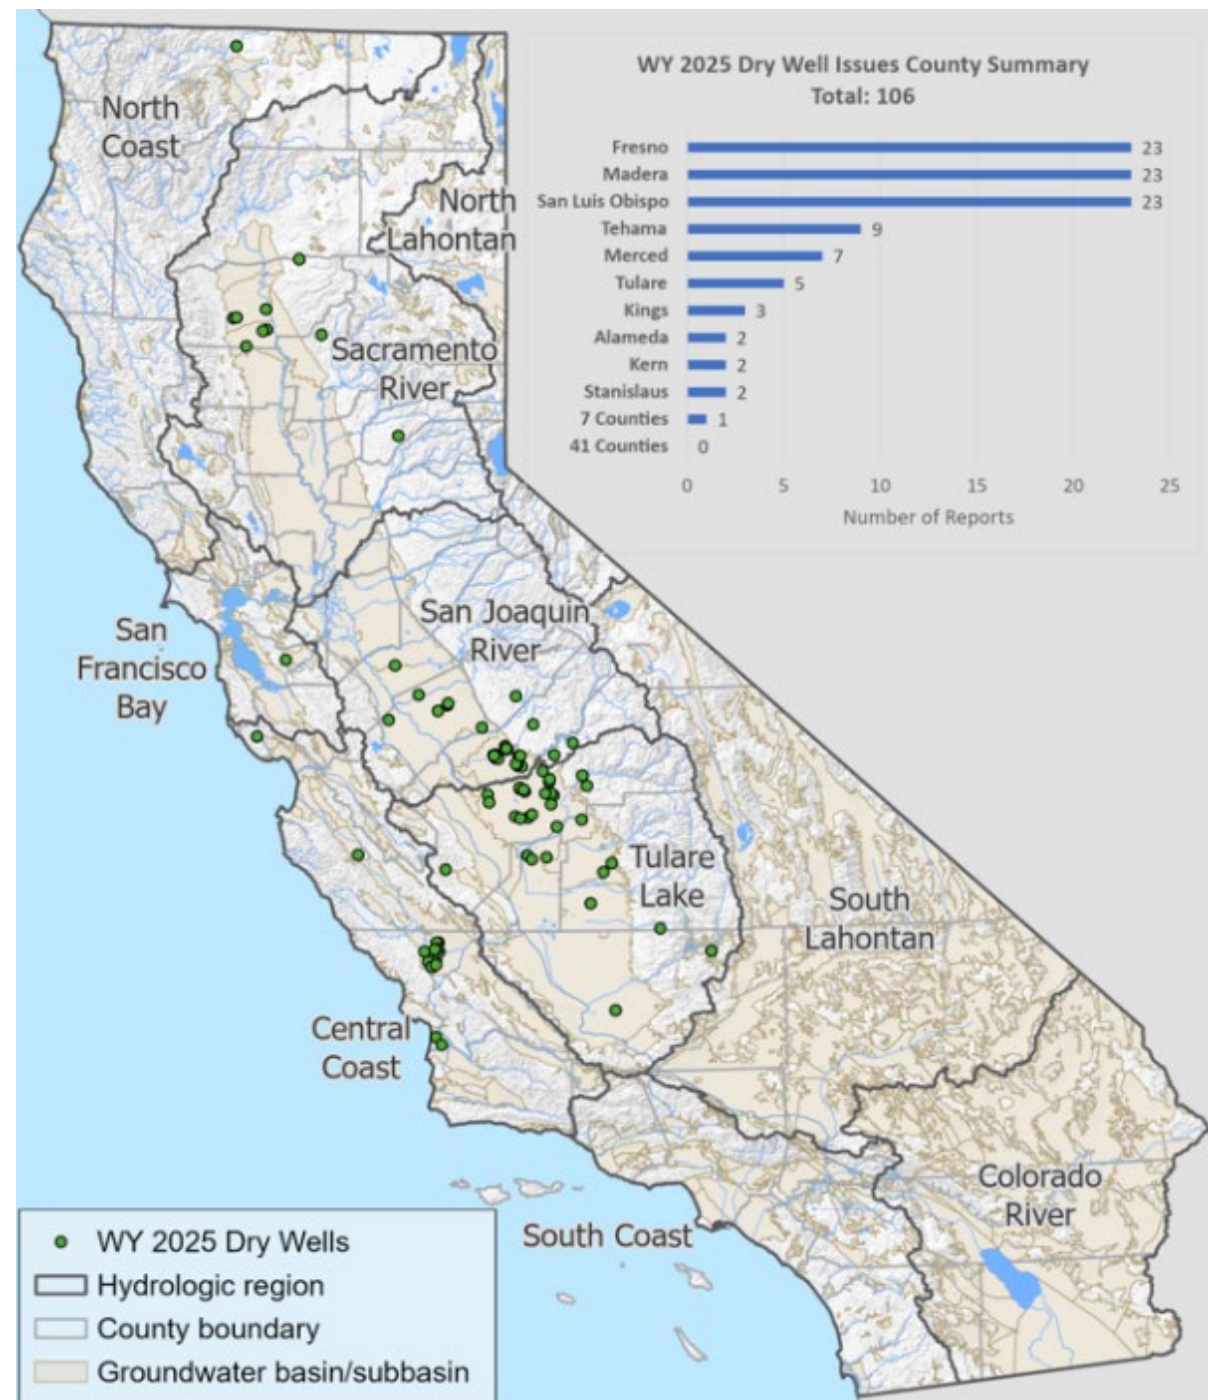 WY 2025 Dry Well Issues County Summary
Total: 106
Fresno 23
Madera 23
San Luis Obispo 23
Tehama 9
Merced 7
Tulare 5
Kings 3
Alameda 2
Kern 2
Stanislaus 2
7 Counties 1
41 Counties 0
0 5 10 15 20 25
Number of Reports
North
Coast
North
Lahontan
Sacramento
River
San Joaquin
River
San
Francisco
Bay
Tulare
Lake
South
Lahontan
Central
Coast
Colorado
River
South Coast
WY 2025 Dry Wells
Hydrologic region
County boundary
Groundwater basin/subbasin